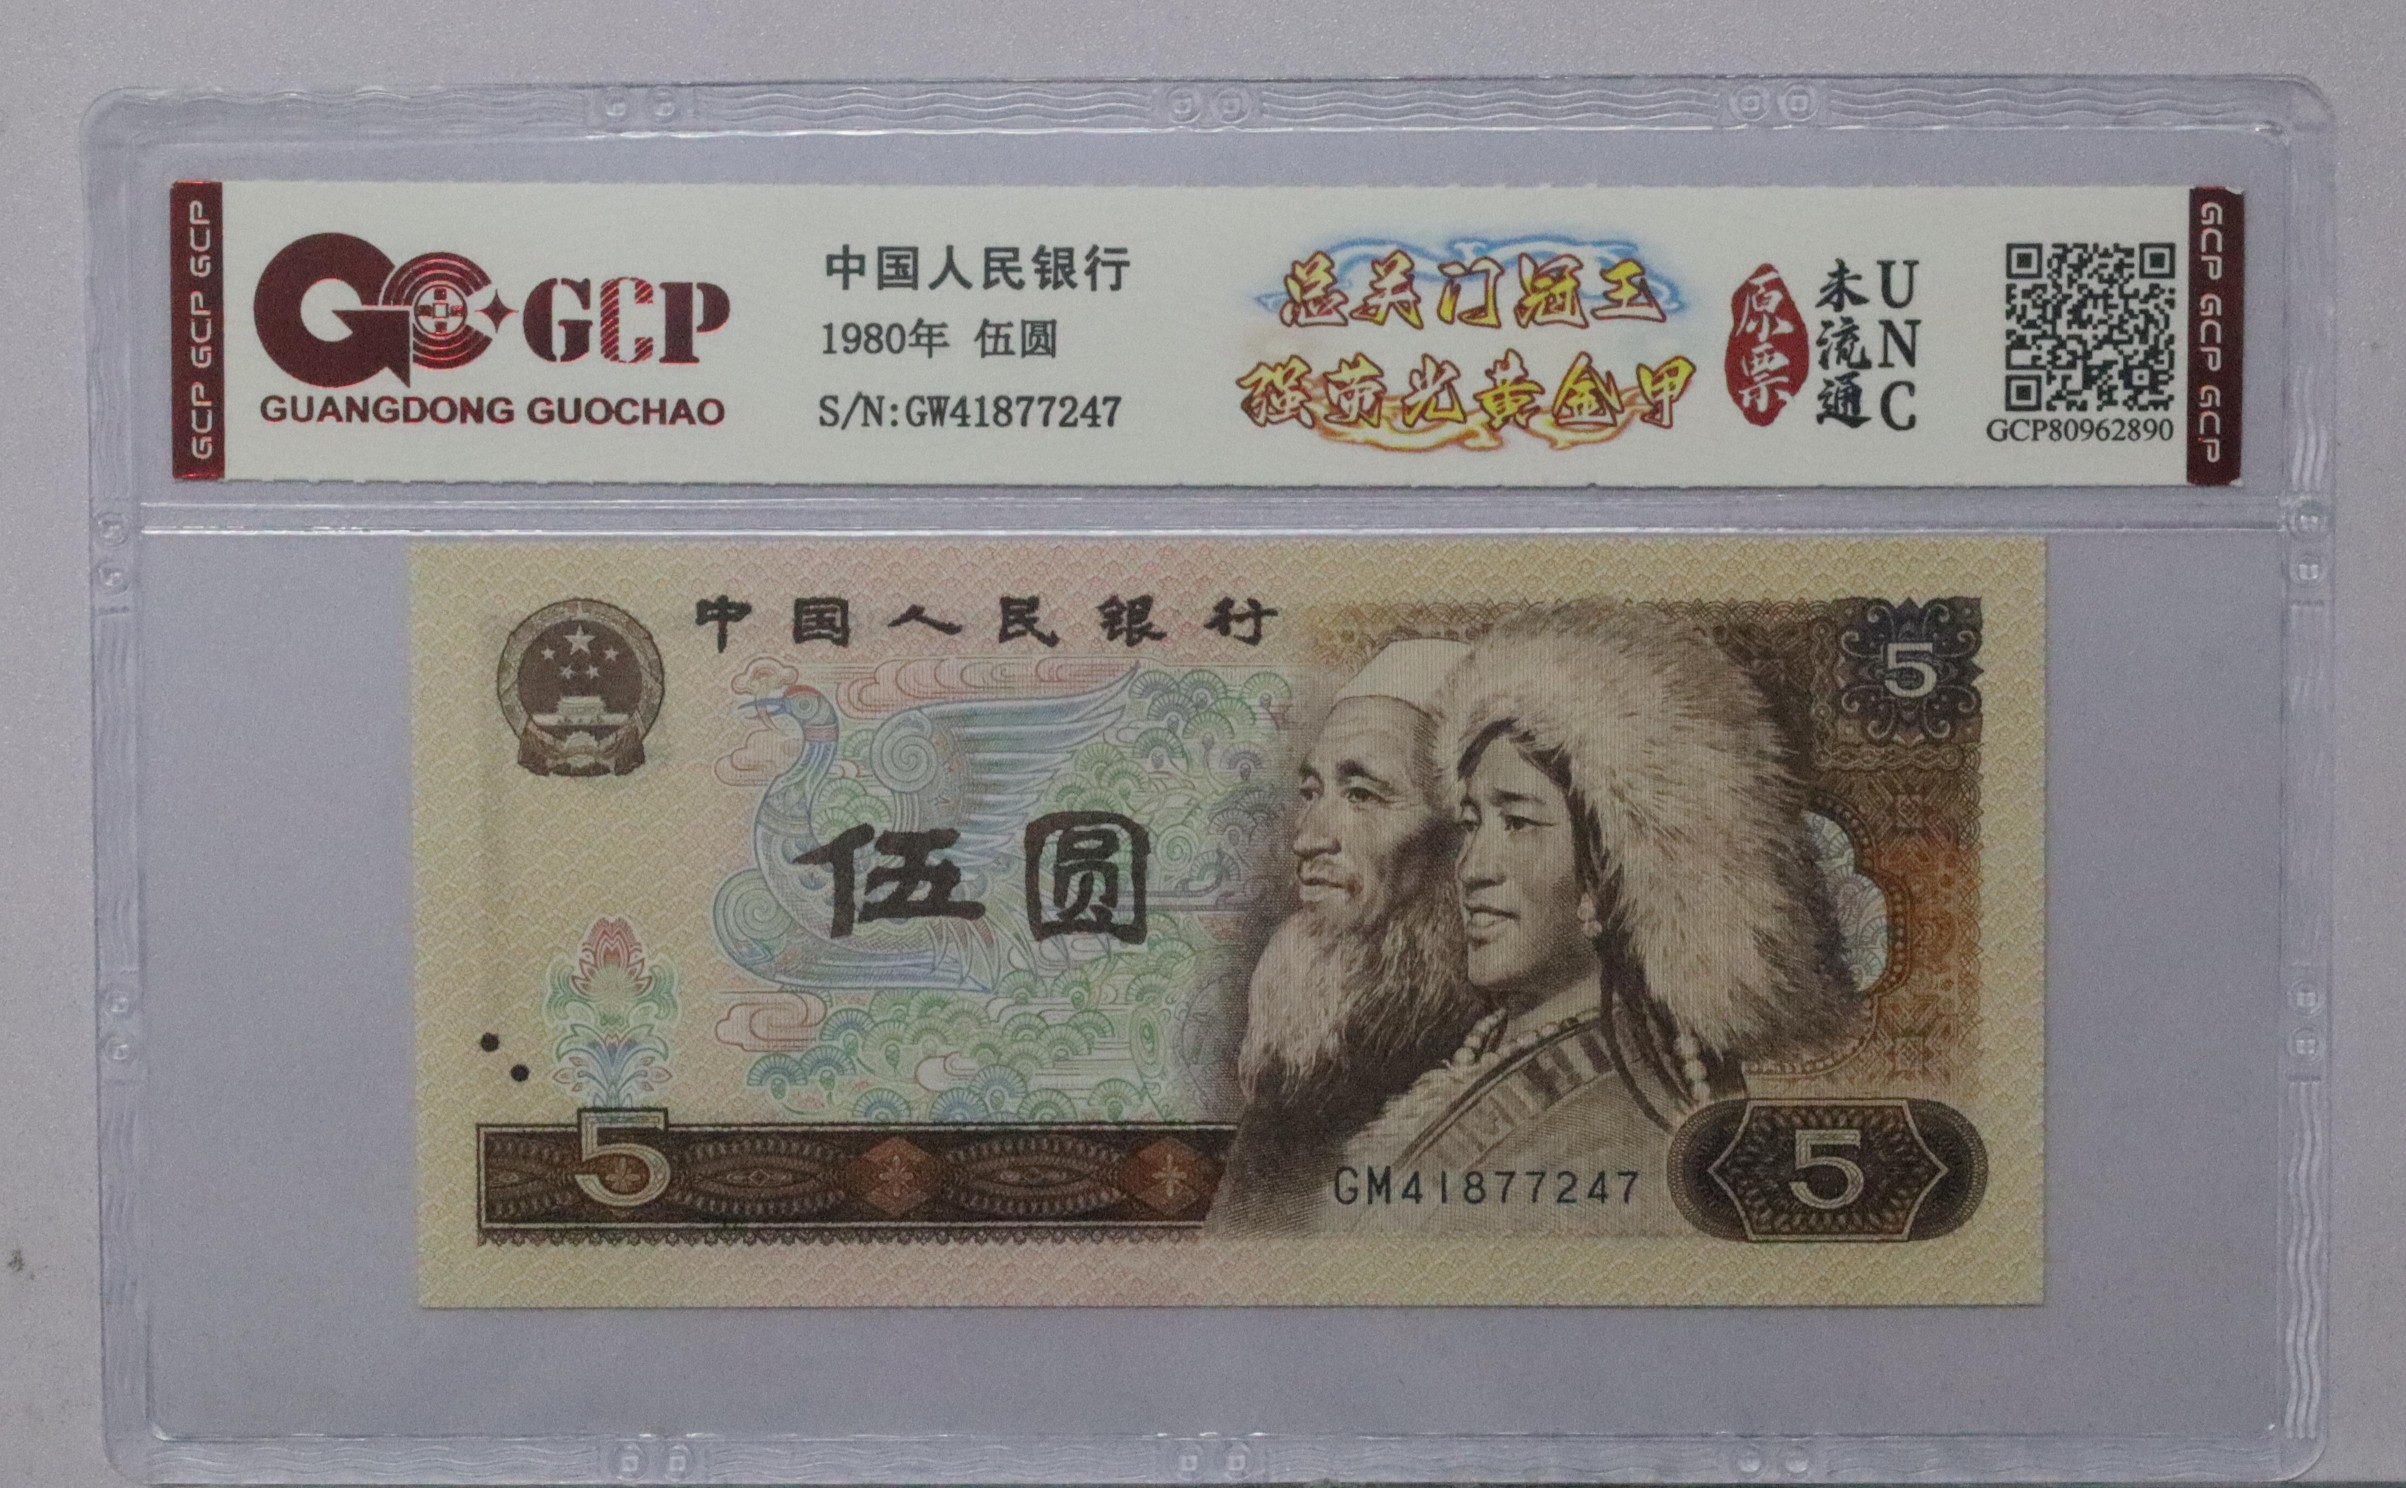 GCP GCP GCP
GCP
GUANGDONG GUOCHAO
中国人民银行
1980年 伍圆
S/N:GW41877247
总关门冠王
强荧光黄金甲
原票
未流通
UNC
GCP80962890
GCP GCP GCP
中国人民银行
5
伍圆
5
GM41877247
5